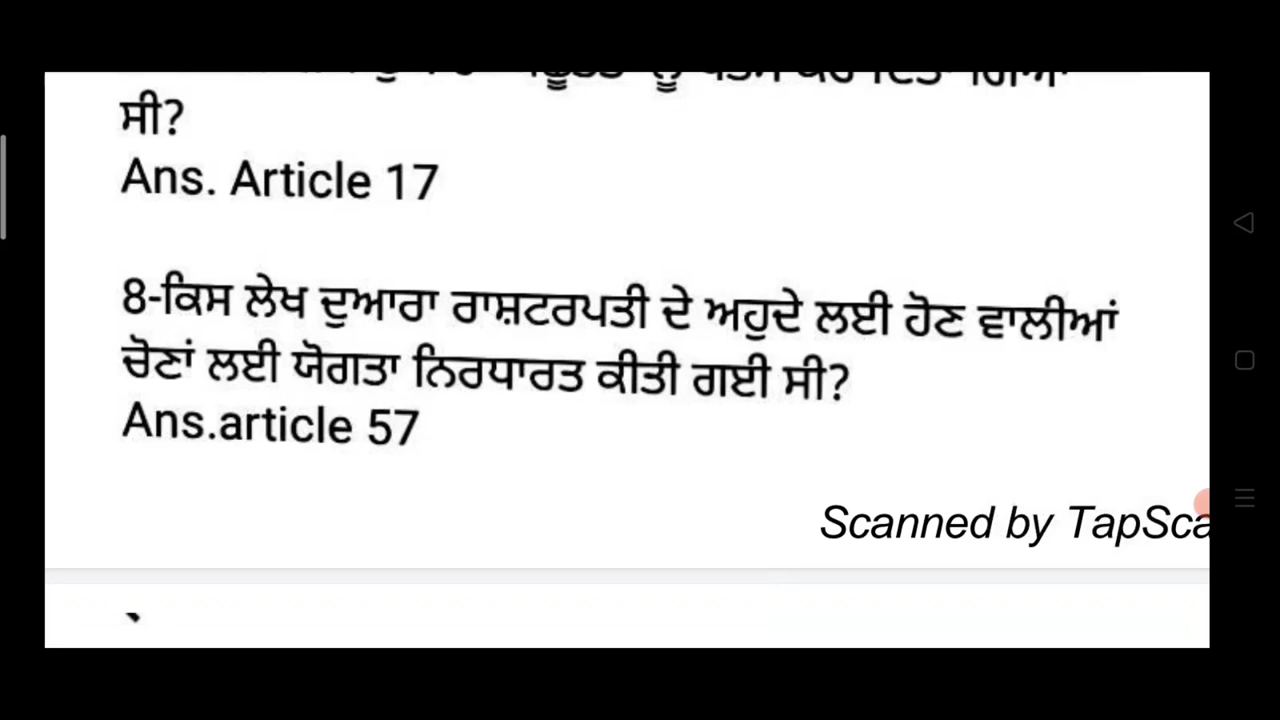 ਸੀ?
Ans. Article 17
8-ਕਿਸ ਲੇਖ ਦੁਆਰਾ ਰਾਸ਼ਟਰਪਤੀ ਦੇ ਅਹੁਦੇ ਲਈ ਹੋਣ ਵਾਲੀਆਂ
ਚੋਣਾਂ ਲਈ ਯੋਗਤਾ ਨਿਰਧਾਰਤ ਕੀਤੀ ਗਈ ਸੀ?
Ans.article 57
Scanned by TapSca